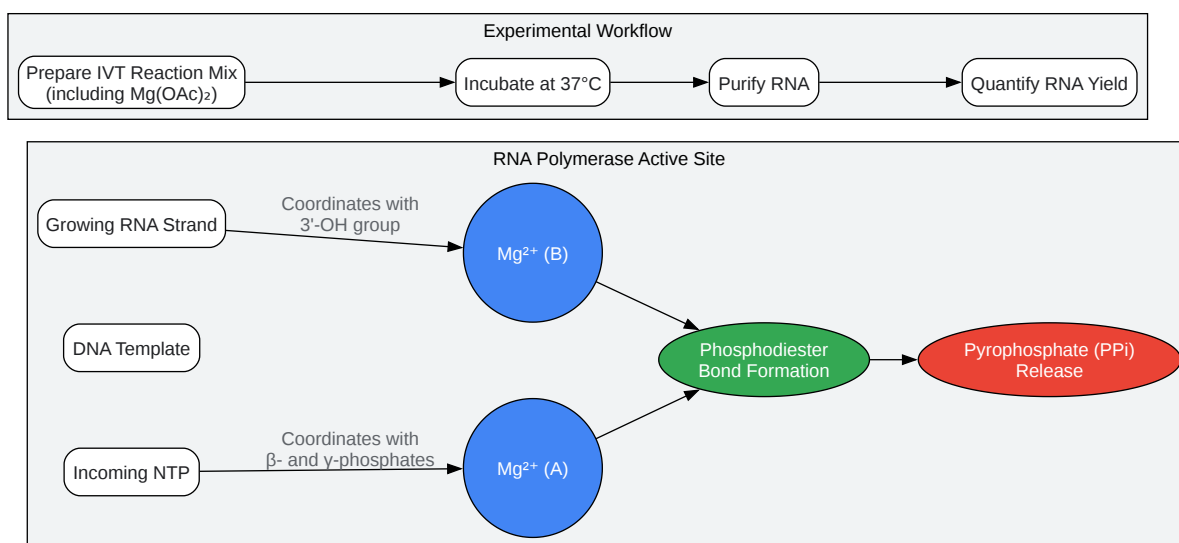 Experimental Workflow
Prepare IVT Reaction Mix
(including Mg(OAc)₂)
Incubate at 37°C
Purify RNA
Quantify RNA Yield
RNA Polymerase Active Site
Growing RNA Strand
Coordinates with
3'-OH group
Mg²⁺ (B)
DNA Template
Phosphodiester
Bond Formation
Pyrophosphate (PPi)
Release
Incoming NTP
Coordinates with
β- and γ-phosphates
Mg²⁺ (A)